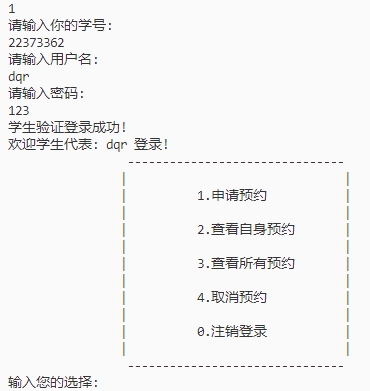 1
请输入你的学号:
22373362
请输入用户名:
dqr
请输入密码:
123
学生验证登录成功!
欢迎学生代表: dqr 登录!
1.申请预约
2.查看自身预约
3.查看所有预约
4.取消预约
0.注销登录
输入您的选择: